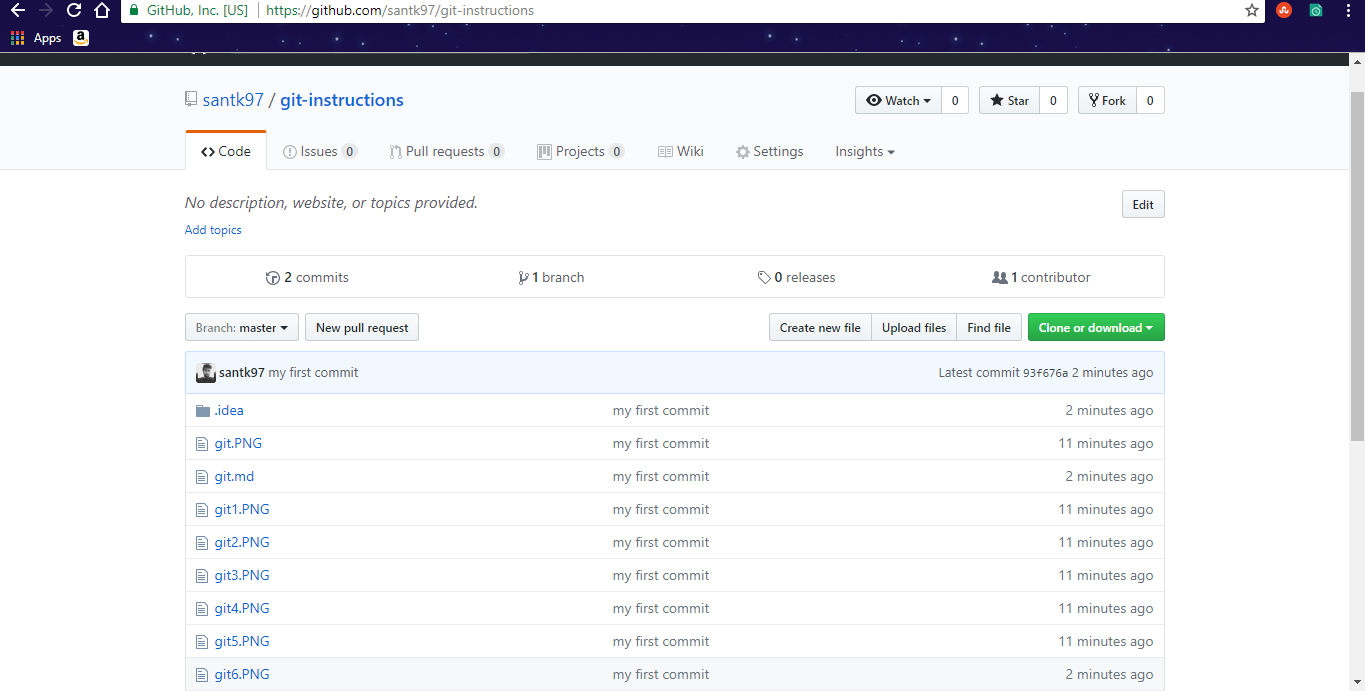 GitHub, Inc. [US] | https://github.com/santk97/git-instructions
Apps a
santk97 / git-instructions Watch 0 Star 0 Fork 0
Code Issues 0 Pull requests 0 Projects 0 Wiki Settings Insights
No description, website, or topics provided. Edit
Add topics
2 commits 1 branch 0 releases 1 contributor
Branch: master New pull request Create new file Upload files Find file Clone or download
santk97 my first commit Latest commit 93f676a 2 minutes ago
.idea my first commit 2 minutes ago
git.PNG my first commit 11 minutes ago
git.md my first commit 2 minutes ago
git1.PNG my first commit 11 minutes ago
git2.PNG my first commit 11 minutes ago
git3.PNG my first commit 11 minutes ago
git4.PNG my first commit 11 minutes ago
git5.PNG my first commit 11 minutes ago
git6.PNG my first commit 2 minutes ago